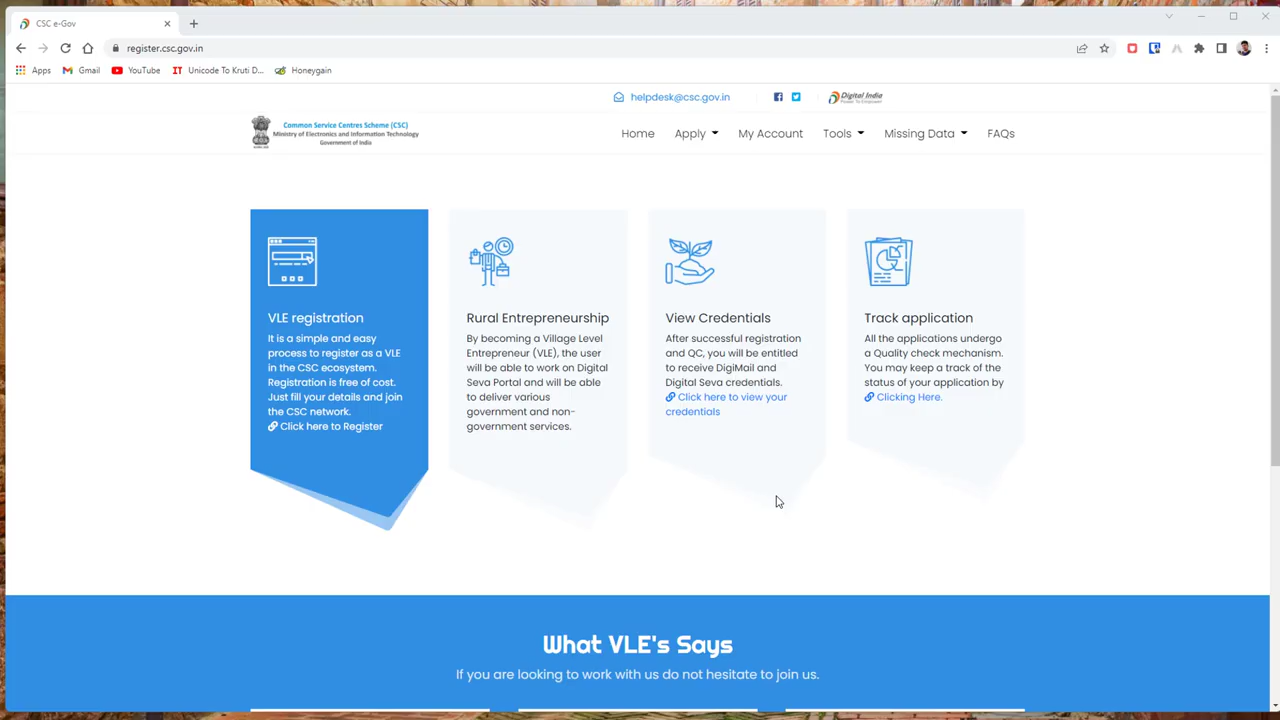 CSC e-Gov
register.csc.gov.in
Apps Gmail YouTube Unicode To Kruti D... Honeygain
helpdesk@csc.gov.in
Digital India
Power To Empower
Common Service Centres Scheme (CSC)
Ministry of Electronics and Information Technology
Government of India
Home Apply My Account Tools Missing Data FAQs
VLE registration
It is a simple and easy
process to register as a VLE
in the CSC ecosystem.
Registration is free of cost.
Just fill your details and join
the CSC network.
Click here to Register
Rural Entrepreneurship
By becoming a Village Level
Entrepreneur (VLE), the user
will be able to work on Digital
Seva Portal and will be able
to deliver various
government and non-
government services.
View Credentials
After successful registration
and QC, you will be entitled
to receive DigiMail and
Digital Seva credentials.
Click here to view your
credentials
Track application
All the applications undergo
a Quality check mechanism.
You may keep a track of the
status of your application by
Clicking Here.
What VLE's Says
If you are looking to work with us do not hesitate to join us.